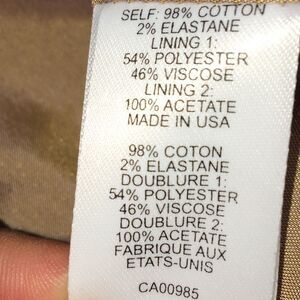 SELF: 98% COTTON
2% ELASTANE
LINING 1:
54% POLYESTER
46% VISCOSE
LINING 2:
100% ACETATE
MADE IN USA
98% COTON
2% ELASTANE
DOUBLURE 1:
54% POLYESTER
46% VISCOSE
DOUBLURE 2:
100% ACETATE
FABRIQUE AUX
ETATS-UNIS
CA00985